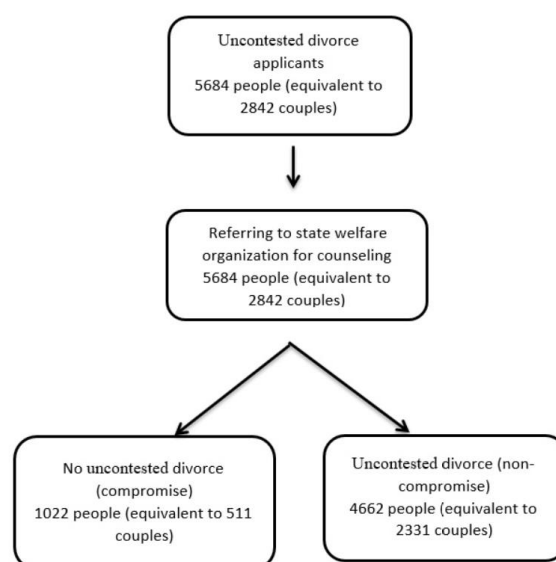 Uncontested divorce
applicants
5684 people (equivalent to
2842 couples)
Referring to state welfare
organization for counseling
5684 people (equivalent to
2842 couples)
No uncontested divorce
(compromise)
1022 people (equivalent to 511
couples)
Uncontested divorce (non-
compromise)
4662 people (equivalent to
2331 couples)